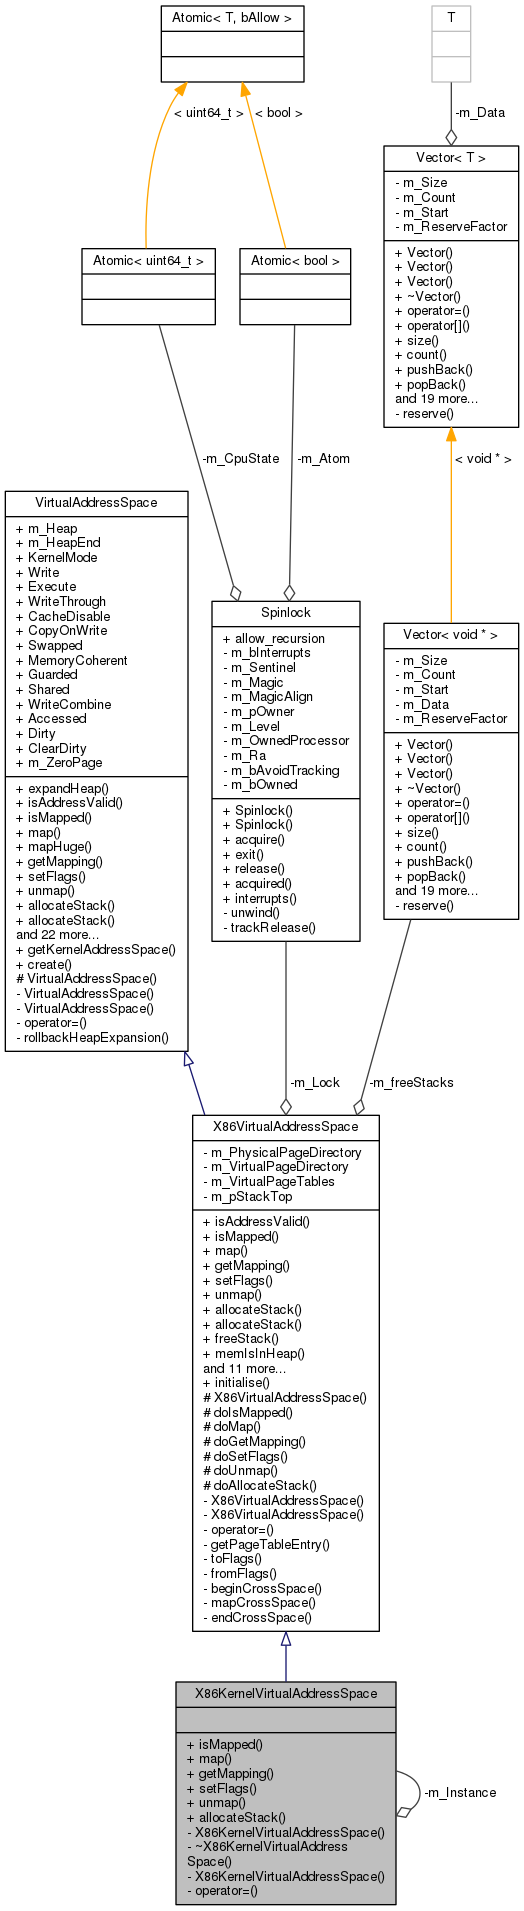 Atomic< T, bAllow >
T
< uint64_t >
< bool >
-m_Data
Vector< T >
- m_Size
- m_Count
- m_Start
- m_ReserveFactor
+ Vector()
+ Vector()
+ Vector()
+ ~Vector()
+ operator=()
+ operator[]()
+ size()
+ count()
+ pushBack()
+ popBack()
and 19 more...
- reserve()
Atomic< uint64_t >
Atomic< bool >
-m_CpuState
-m_Atom
< void * >
VirtualAddressSpace
+ m_Heap
+ m_HeapEnd
+ KernelMode
+ Write
+ Execute
+ WriteThrough
+ CacheDisable
+ CopyOnWrite
+ Swapped
+ MemoryCoherent
+ Guarded
+ Shared
+ WriteCombine
+ Accessed
+ Dirty
+ ClearDirty
+ m_ZeroPage
+ expandHeap()
+ isAddressValid()
+ isMapped()
+ map()
+ mapHuge()
+ getMapping()
+ setFlags()
+ unmap()
+ allocateStack()
+ allocateStack()
and 22 more...
+ getKernelAddressSpace()
+ create()
# VirtualAddressSpace()
- VirtualAddressSpace()
- VirtualAddressSpace()
- operator=()
- rollbackHeapExpansion()
Spinlock
+ allow_recursion
- m_bInterrupts
- m_Sentinel
- m_Magic
- m_MagicAlign
- m_pOwner
- m_Level
- m_OwnedProcessor
- m_Ra
- m_bAvoidTracking
- m_bOwned
+ Spinlock()
+ Spinlock()
+ acquire()
+ exit()
+ release()
+ acquired()
+ interrupts()
- unwind()
- trackRelease()
Vector< void * >
- m_Size
- m_Count
- m_Start
- m_Data
- m_ReserveFactor
+ Vector()
+ Vector()
+ Vector()
+ ~Vector()
+ operator=()
+ operator[]()
+ size()
+ count()
+ pushBack()
+ popBack()
and 19 more...
- reserve()
-m_Lock
-m_freeStacks
X86VirtualAddressSpace
- m_PhysicalPageDirectory
- m_VirtualPageDirectory
- m_VirtualPageTables
- m_pStackTop
+ isAddressValid()
+ isMapped()
+ map()
+ getMapping()
+ setFlags()
+ unmap()
+ allocateStack()
+ allocateStack()
+ freeStack()
+ memIsInHeap()
and 11 more...
+ initialise()
# X86VirtualAddressSpace()
# doIsMapped()
# doMap()
# doGetMapping()
# doSetFlags()
# doUnmap()
# doAllocateStack()
- X86VirtualAddressSpace()
- X86VirtualAddressSpace()
- operator=()
- getPageTableEntry()
- toFlags()
- fromFlags()
- beginCrossSpace()
- mapCrossSpace()
- endCrossSpace()
X86KernelVirtualAddressSpace
+ isMapped()
+ map()
+ getMapping()
+ setFlags()
+ unmap()
+ allocateStack()
- X86KernelVirtualAddressSpace()
- ~X86KernelVirtualAddress
Space()
- X86KernelVirtualAddressSpace()
- operator=()
-m_Instance